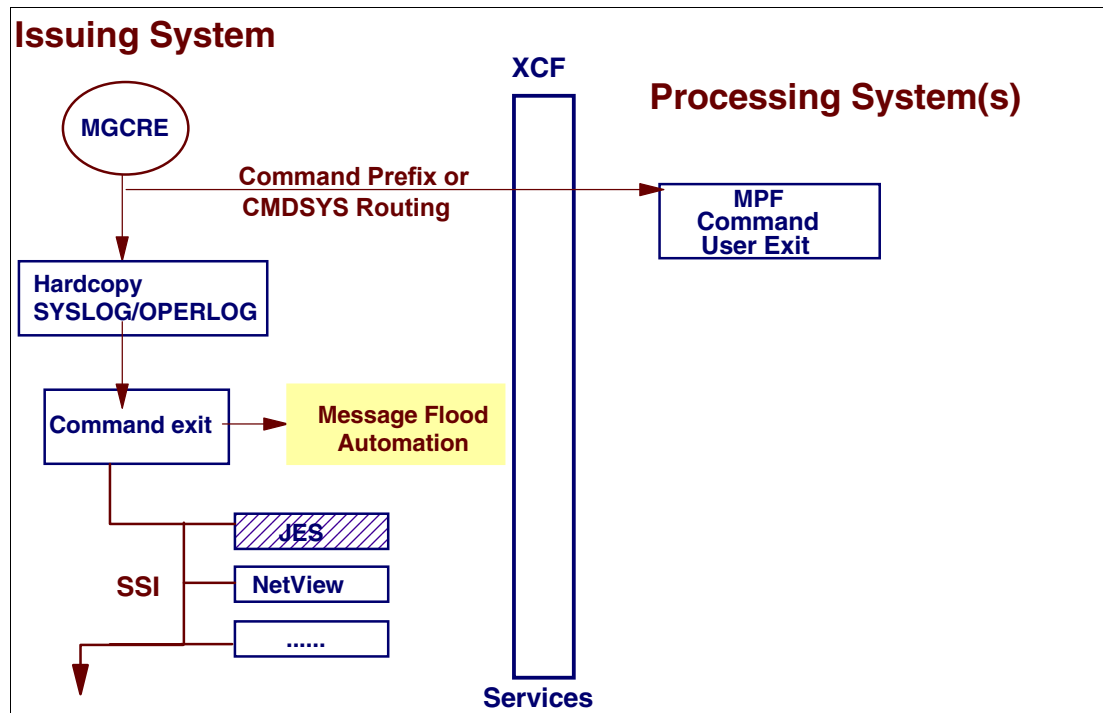 Issuing System
XCF
Processing System(s)
MGCRE
Command Prefix or
CMDSYS Routing
MPF
Command
User Exit
Hardcopy
SYSLOG/OPERLOG
Command exit
Message Flood
Automation
JES
SSI
NetView
......
Services